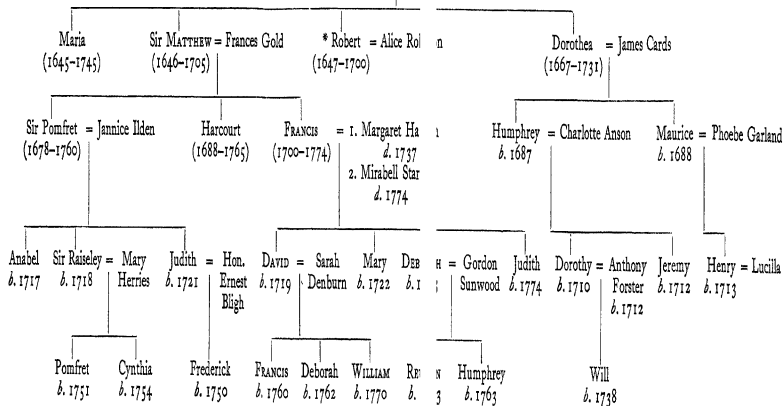 Maria Sir MATTHEW = Frances Gold * Robert = Alice Dorothea = James Cards
(1645–1745) (1646–1705) (1647–1700) (1667–1731)
Sir Pomfret = Jannice Ilden Harcourt FRANCIS = 1. Margaret Humphrey = Charlotte Anson Maurice = Phoebe Garland
(1678–1760) (1688–1765) (1700–1774) d. 1737 b. 1687 b. 1688
2. Mirabell
d. 1774
Anabel Sir Raiseley = Mary Judith = Hon. DAVID = Sarah Mary = Gordon Judith Dorothy = Anthony Jeremy Henry = Lucilla
b. 1717 b. 1718 Herries b. 1721 Ernest b. 1719 Denburn b. 1722 Sunwood b. 1774 b. 1710 Forster b. 1712 b. 1713
Bligh b. 1712
Pomfret Cynthia Frederick FRANCIS Deborah WILLIAM Humphrey Will
b. 1751 b. 1754 b. 1750 b. 1760 b. 1762 b. 1770 b. b. 1763 b. 1738